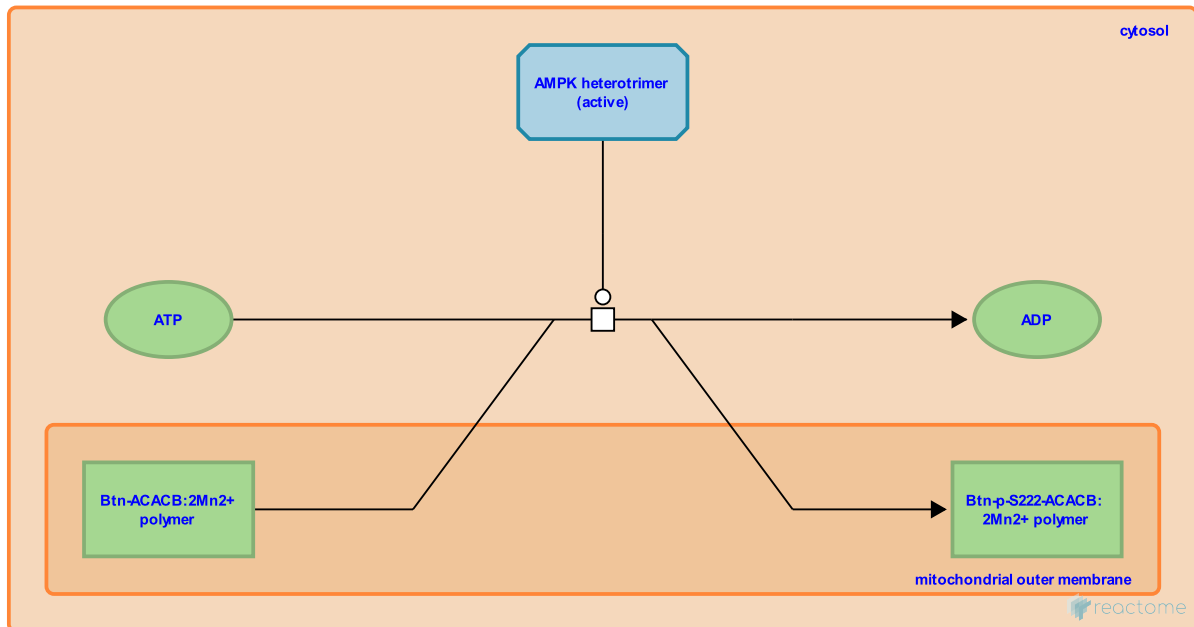 cytosol
AMPK heterotrimer
(active)
ATP
ADP
Btn-ACACB:2Mn2+
polymer
Btn-p-S222-ACACB:
2Mn2+ polymer
mitochondrial outer membrane
reactome